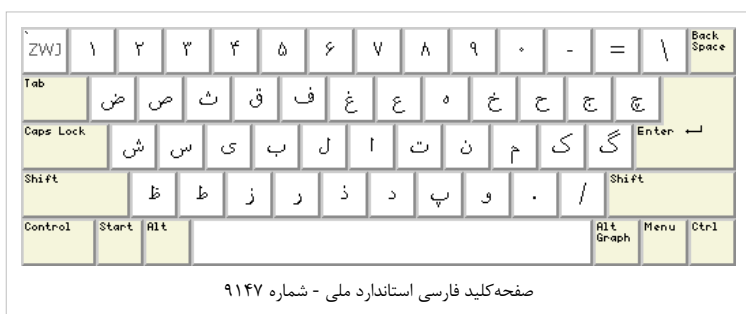 ZWJ ۱ ۲ ۳ ۴ ۵ ۶ ۷ ۸ ۹ ۰ - = \ Back Space
Tab ض ص ث ق ف غ ع ه خ ح ج چ
Caps Lock ش س ی ب ل ا ت ن م ک گ Enter ↵
Shift ظ ط ز ر ذ د پ و . / Shift
Control Start Alt Alt Graph Menu Ctrl
صفحه‌کلید فارسی استاندارد ملی - شماره ۹۱۴۷